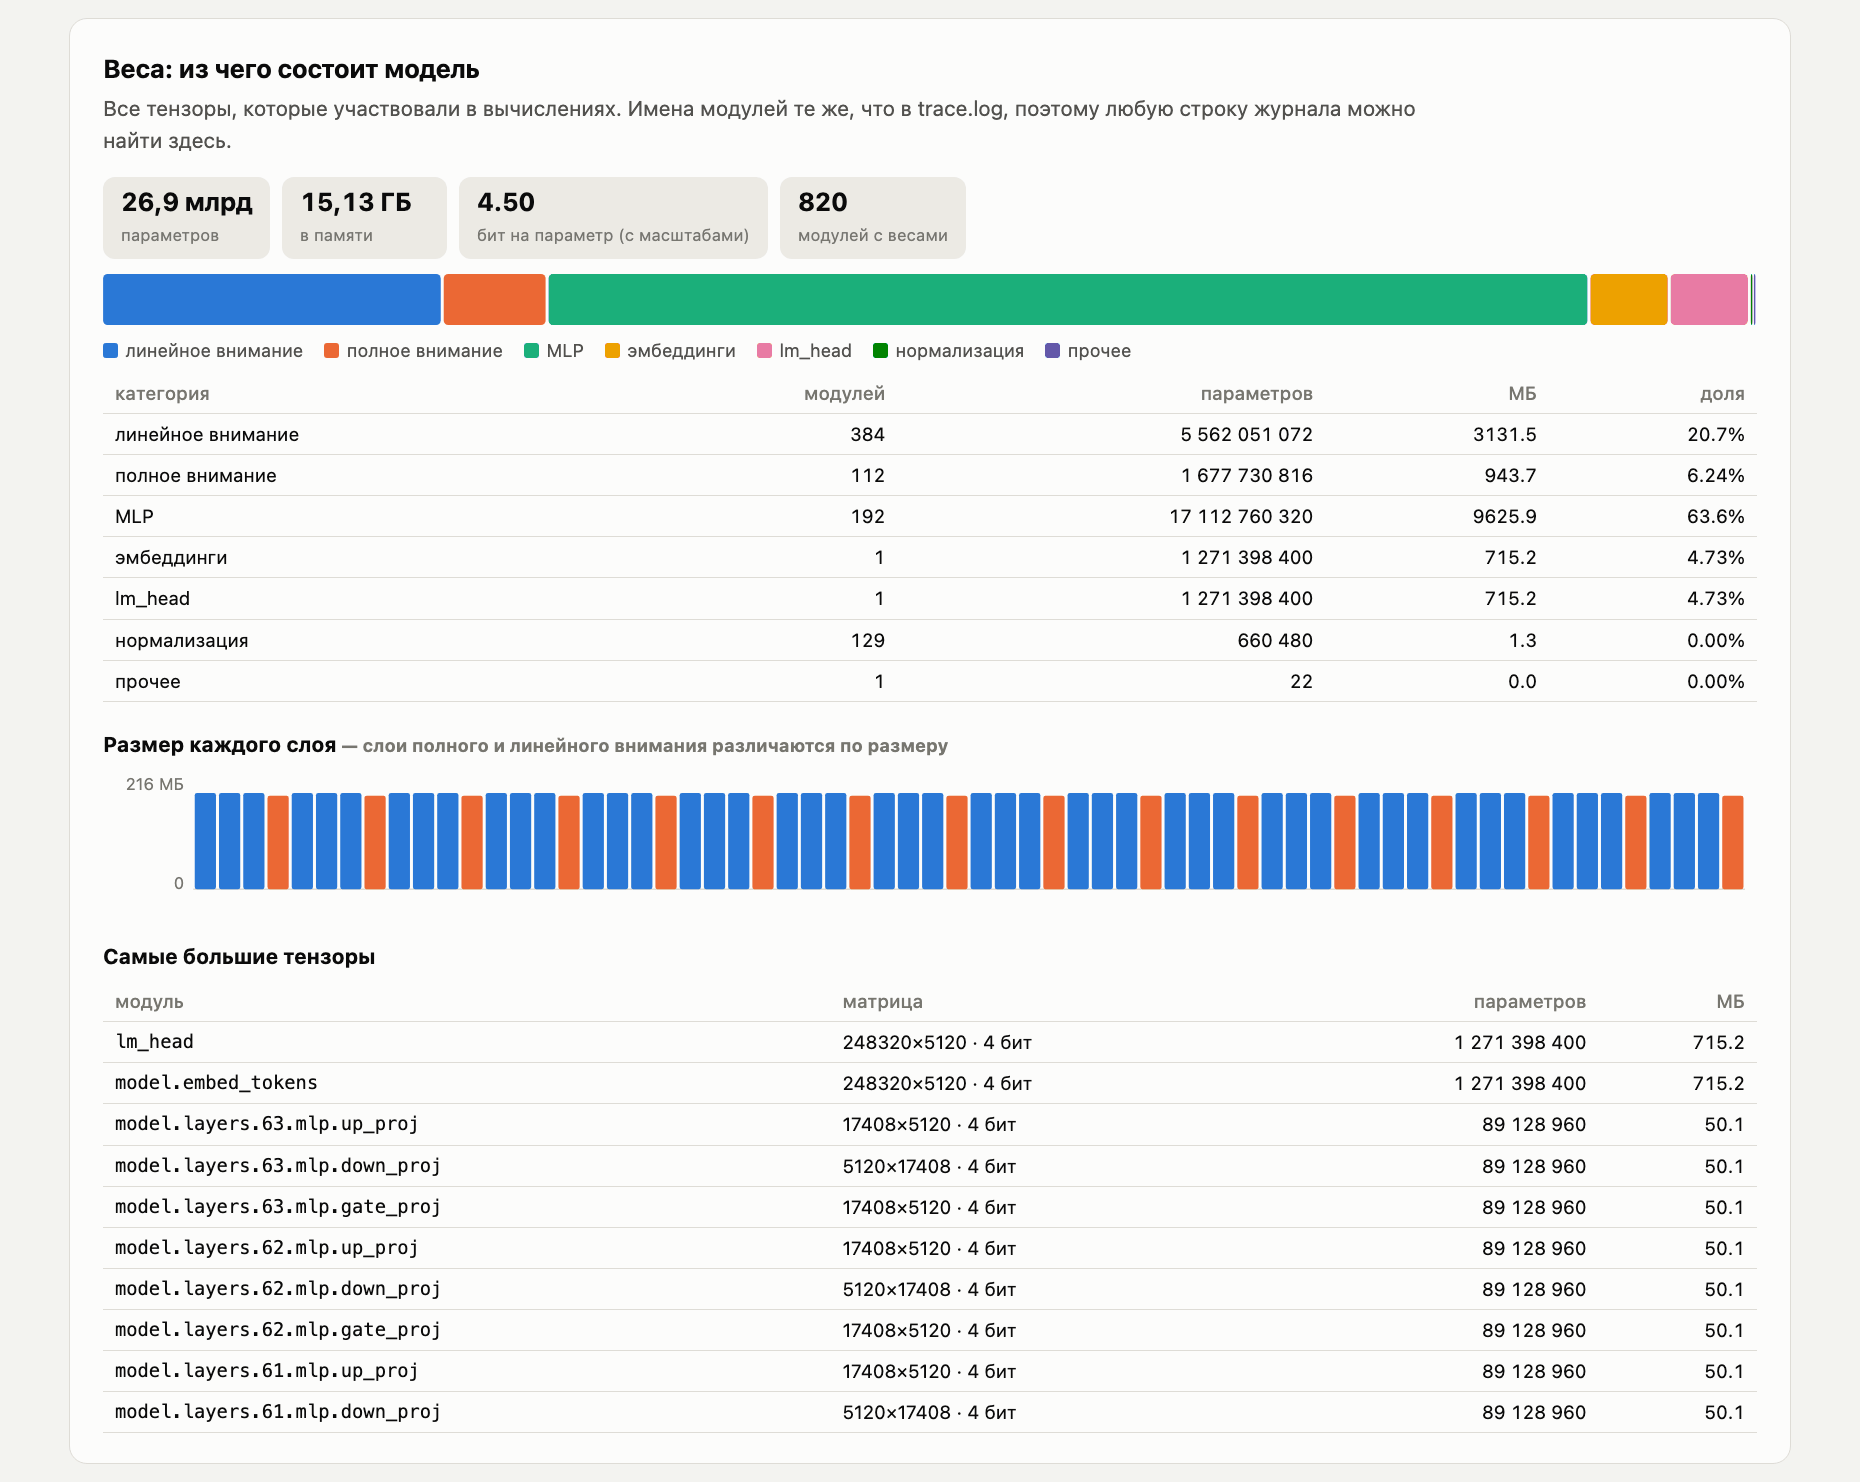 Веса: из чего состоит модель
Все тензоры, которые участвовали в вычислениях. Имена модулей те же, что в trace.log, поэтому любую строку журнала можно
найти здесь.
26,9 млрд 15,13 ГБ 4.50 820
параметров в памяти бит на параметр (с масштабами) модулей с весами
линейное внимание полное внимание MLP эмбеддинги lm_head нормализация прочее
категория модулей параметров МБ доля
линейное внимание 384 5 562 051 072 3131.5 20.7%
полное внимание 112 1 677 730 816 943.7 6.24%
MLP 192 17 112 760 320 9625.9 63.6%
эмбеддинги 1 1 271 398 400 715.2 4.73%
lm_head 1 1 271 398 400 715.2 4.73%
нормализация 129 660 480 1.3 0.00%
прочее 1 22 0.0 0.00%
Размер каждого слоя — слои полного и линейного внимания различаются по размеру
216 МБ
0
Самые большие тензоры
модуль матрица параметров МБ
lm_head 248320×5120 · 4 бит 1 271 398 400 715.2
model.embed_tokens 248320×5120 · 4 бит 1 271 398 400 715.2
model.layers.63.mlp.up_proj 17408×5120 · 4 бит 89 128 960 50.1
model.layers.63.mlp.down_proj 5120×17408 · 4 бит 89 128 960 50.1
model.layers.63.mlp.gate_proj 17408×5120 · 4 бит 89 128 960 50.1
model.layers.62.mlp.up_proj 17408×5120 · 4 бит 89 128 960 50.1
model.layers.62.mlp.down_proj 5120×17408 · 4 бит 89 128 960 50.1
model.layers.62.mlp.gate_proj 17408×5120 · 4 бит 89 128 960 50.1
model.layers.61.mlp.up_proj 17408×5120 · 4 бит 89 128 960 50.1
model.layers.61.mlp.down_proj 5120×17408 · 4 бит 89 128 960 50.1